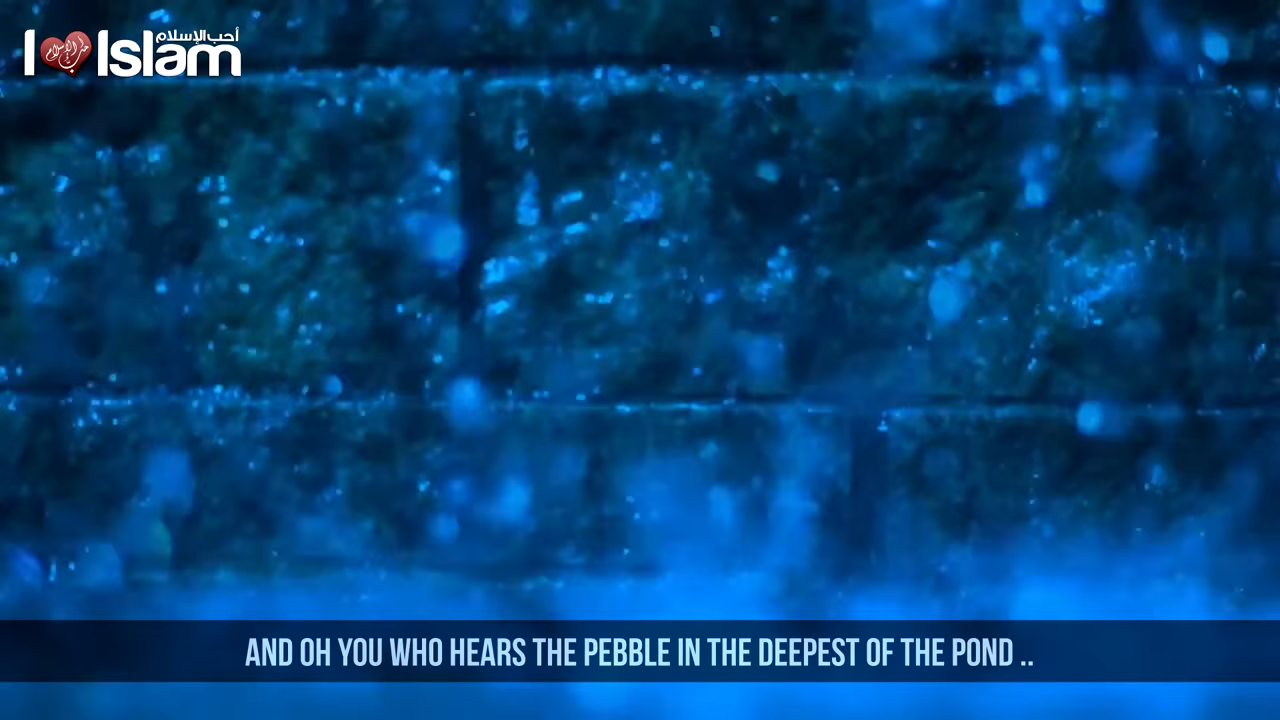 أحب الإسلام
I Islam
AND OH YOU WHO HEARS THE PEBBLE IN THE DEEPEST OF THE POND ..